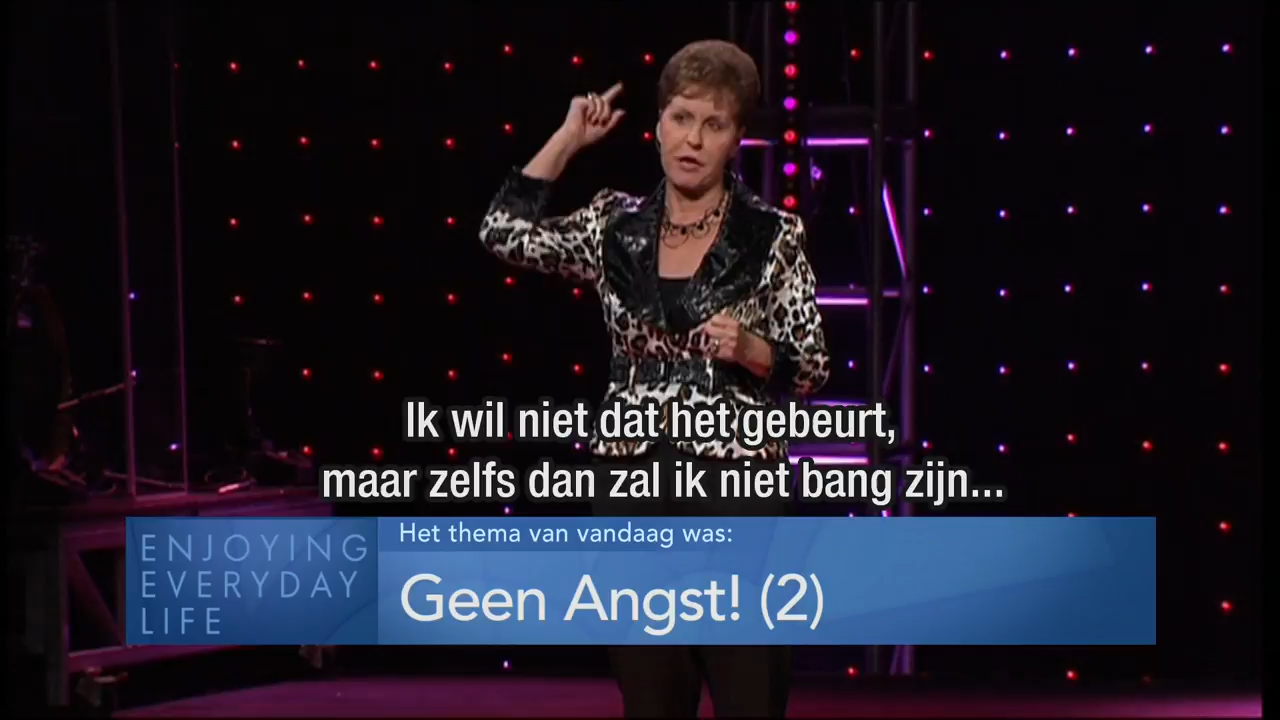 Ik wil niet dat het gebeurt,
maar zelfs dan zal ik niet bang zijn...
ENJOYING
EVERYDAY
LIFE
Het thema van vandaag was:
Geen Angst! (2)